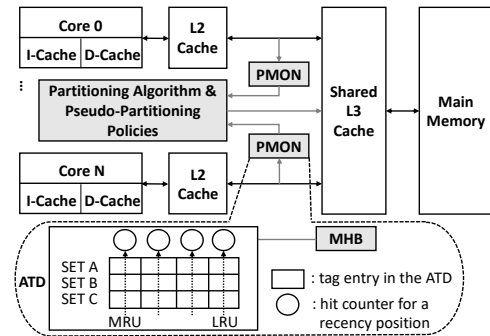 Core 0
I-Cache D-Cache
L2
Cache
PMON
Partitioning Algorithm &
Pseudo-Partitioning
Policies
Shared
L3
Cache
Main
Memory
...
PMON
Core N
I-Cache D-Cache
L2
Cache
ATD
SET A
SET B
SET C
MRU LRU
MHB
: tag entry in the ATD
: hit counter for a
recency position